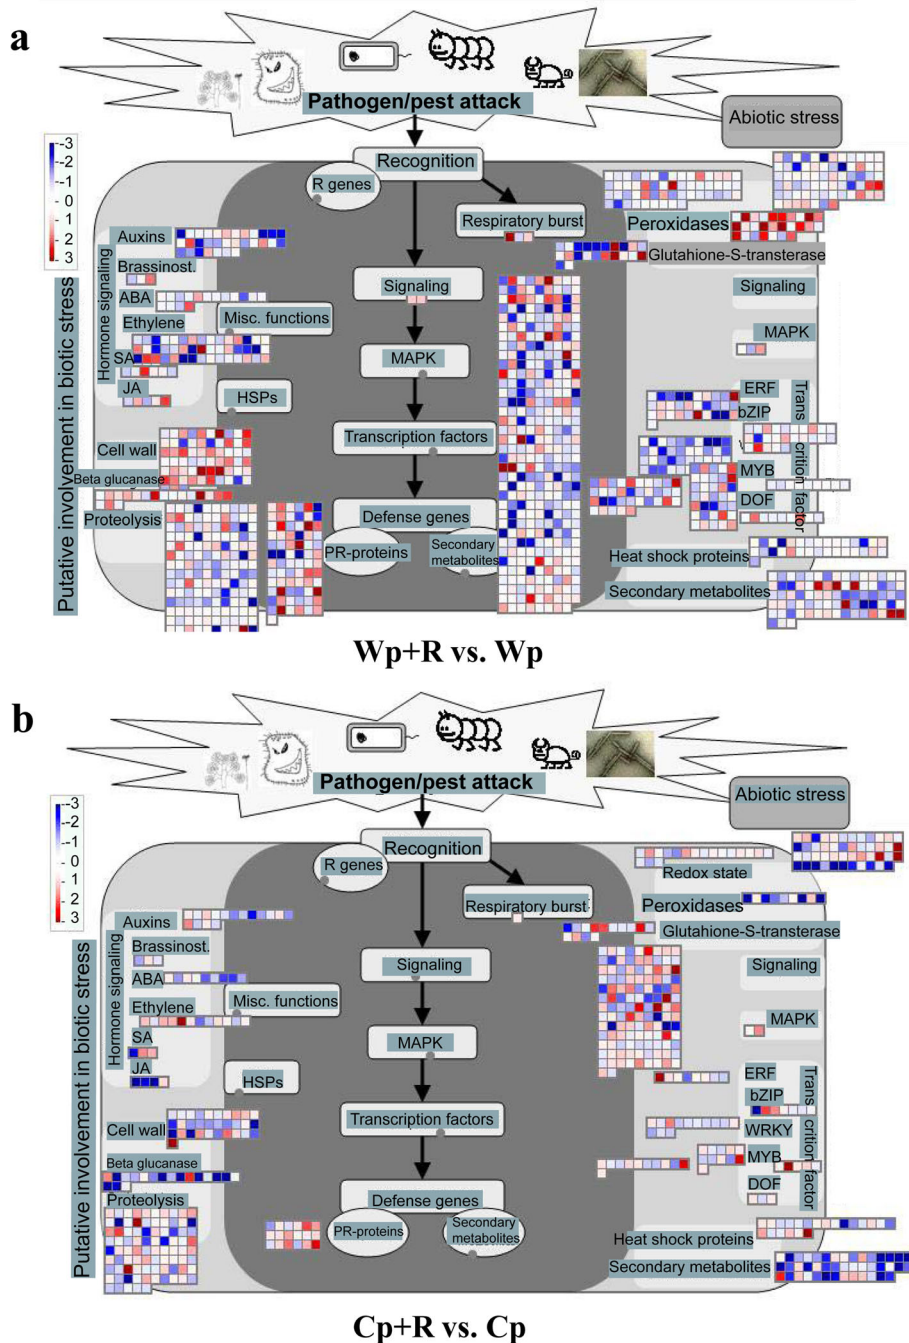 a
Pathogen/pest attack
Abiotic stress
-3
-2
-1
0
1
2
3
Recognition
R genes
Respiratory burst
Peroxidases
Glutahione-S-transterase
Putative involvement in biotic stress
Hormone signaling
Auxins
Brassinost.
ABA
Ethylene
SA
JA
Misc. functions
HSPs
Signaling
MAPK
Transcription factors
Defense genes
PR-proteins
Secondary
metabolites
Cell wall
Beta glucanase
Proteolysis
Signaling
MAPK
ERF
bZIP
MYB
DOF
Trans
crition
factor
Heat shock proteins
Secondary metabolites
Wp+R vs. Wp
b
Pathogen/pest attack
Abiotic stress
-3
-2
-1
0
1
2
3
Recognition
R genes
Respiratory burst
Redox state
Peroxidases
Glutahione-S-transterase
Putative involvement in biotic stress
Hormone signaling
Auxins
Brassinost.
ABA
Ethylene
SA
JA
Misc. functions
HSPs
Signaling
MAPK
Transcription factors
Defense genes
PR-proteins
Secondary
metabolites
Cell wall
Beta glucanase
Proteolysis
Signaling
MAPK
ERF
bZIP
WRKY
MYB
DOF
Trans
crition
factor
Heat shock proteins
Secondary metabolites
Cp+R vs. Cp